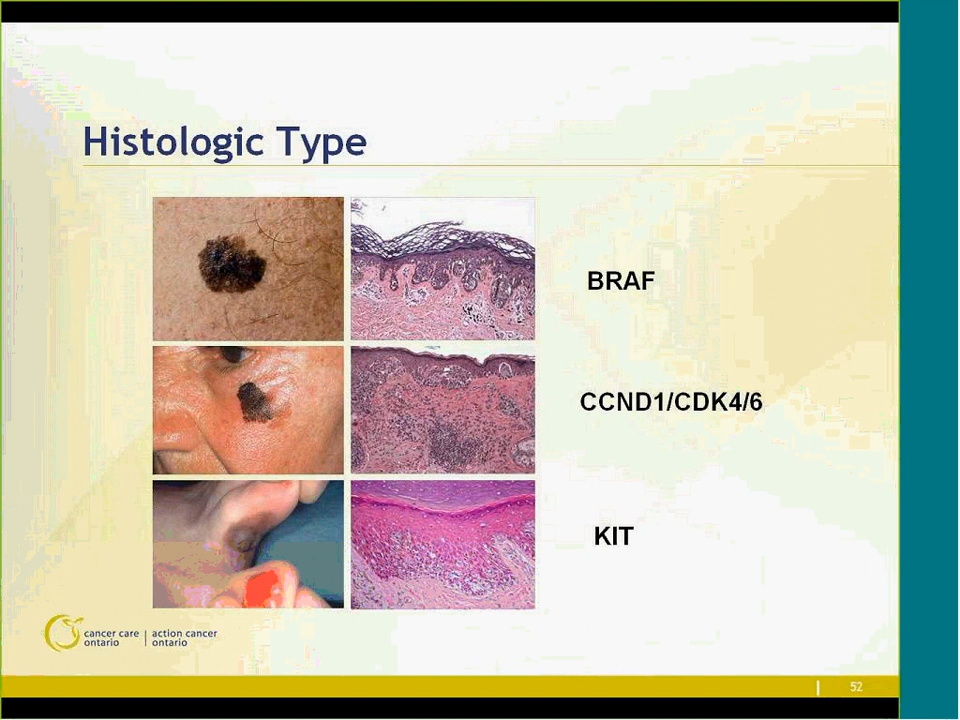 Histologic Type
BRAF
CCND1/CDK4/6
KIT
cancer care | action cancer
ontario | ontario
52